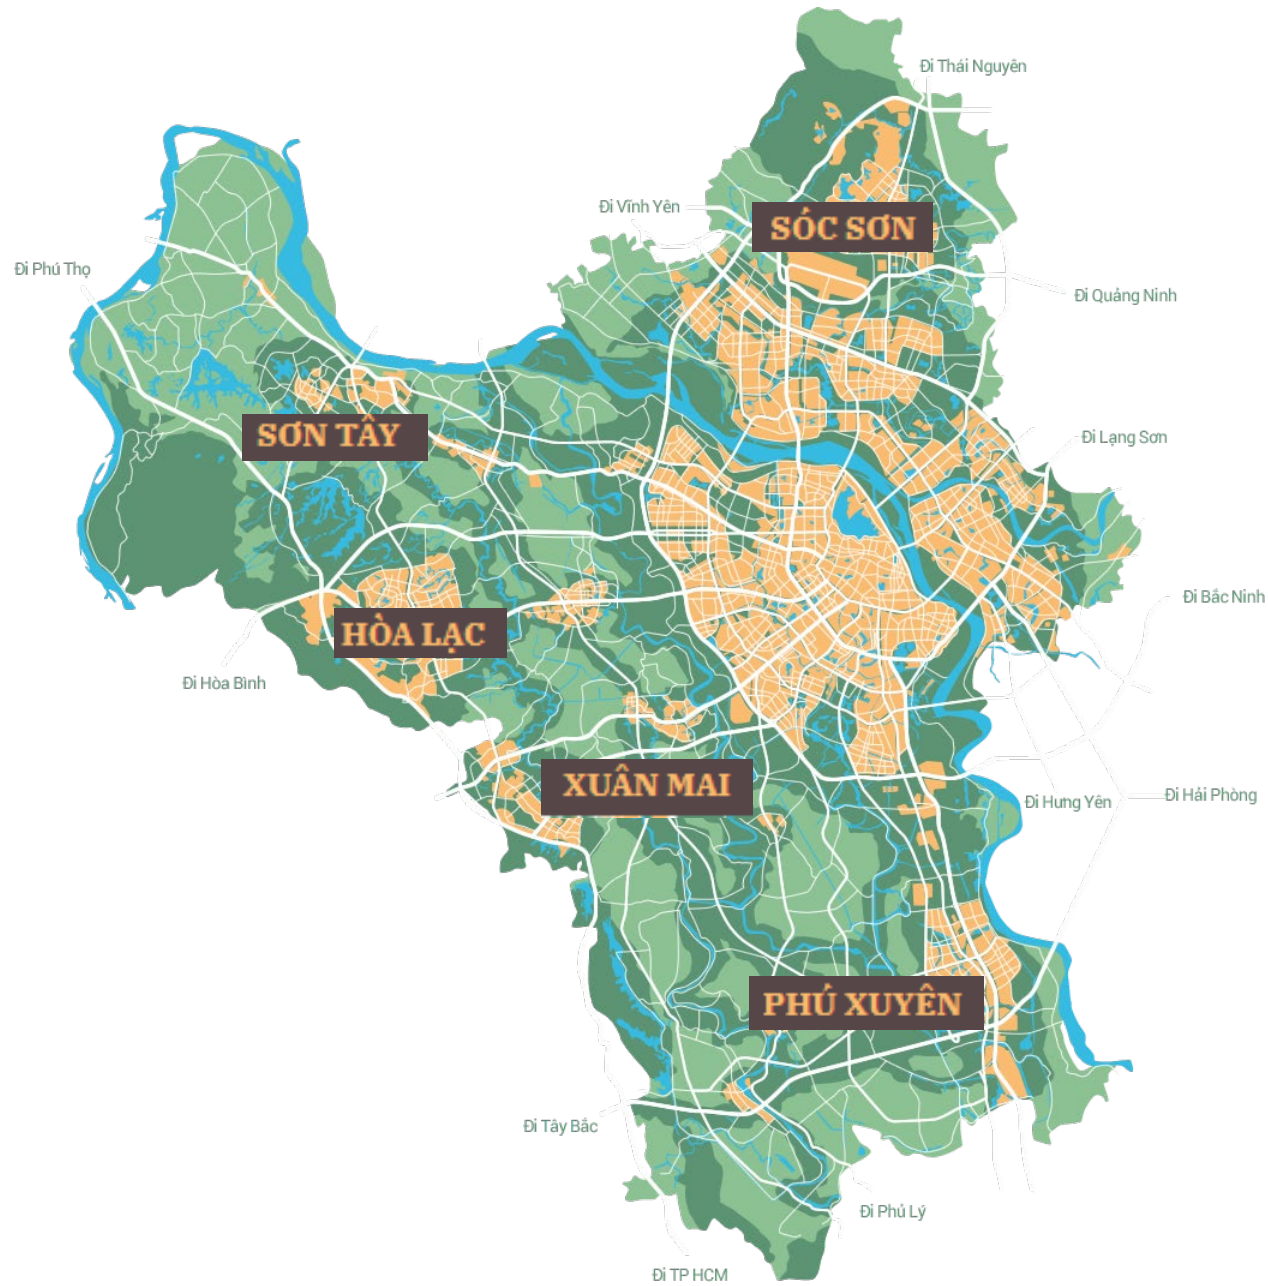 Đi Thái Nguyên
Đi Vĩnh Yên
SÓC SƠN
Đi Phú Thọ
Đi Quảng Ninh
SƠN TÂY
Đi Lạng Sơn
Đi Bắc Ninh
HÒA LẠC
Đi Hòa Bình
XUÂN MAI
Đi Hưng Yên
Đi Hải Phòng
PHÚ XUYÊN
Đi Tây Bắc
Đi Phủ Lý
Đi TP HCM